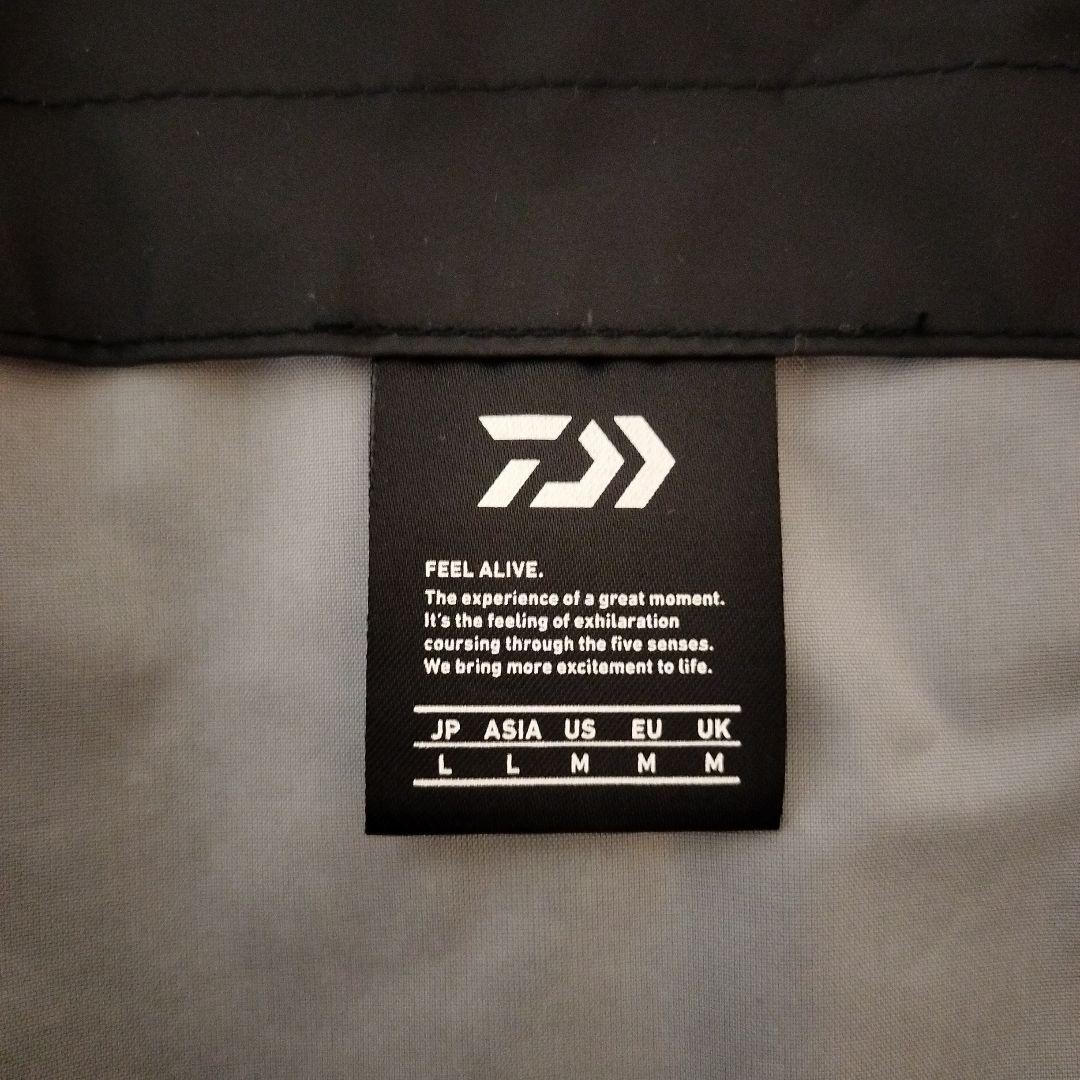 FEEL ALIVE.
The experience of a great moment.
It's the feeling of exhilaration
coursing through the five senses.
We bring more excitement to life.
JP ASIA US EU UK
L L M M M